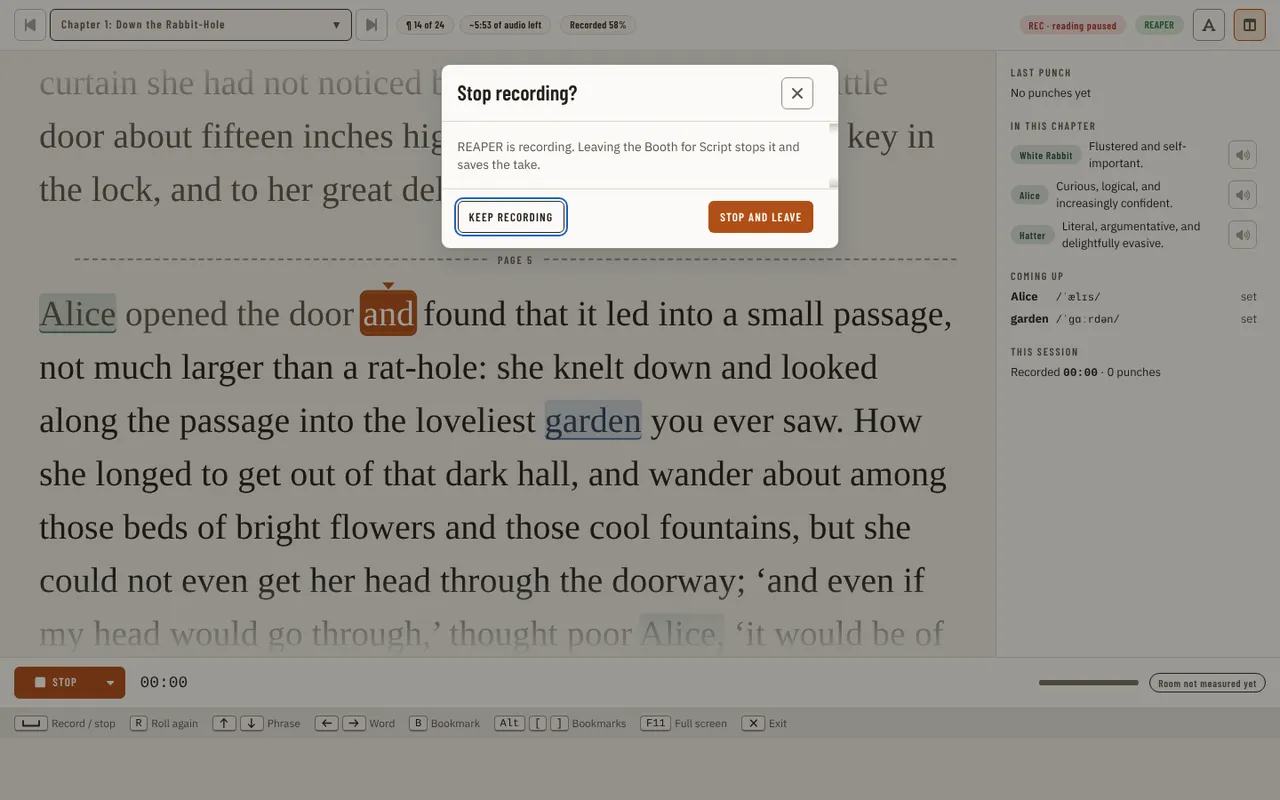 Chapter 1: Down the Rabbit-Hole
¶ 14 of 24
~5:53 of audio left
Recorded 58%
REC · reading paused
REAPER
A
curtain she had not noticed b
ttle
door about fifteen inches hig
key in
the lock, and to her great del
Stop recording?
REAPER is recording. Leaving the Booth for Script stops it and
saves the take.
KEEP RECORDING
STOP AND LEAVE
PAGE 5
Alice opened the door and found that it led into a small passage,
not much larger than a rat-hole: she knelt down and looked
along the passage into the loveliest garden you ever saw. How
she longed to get out of that dark hall, and wander about among
those beds of bright flowers and those cool fountains, but she
could not even get her head through the doorway; ‘and even if
my head would go through,’ thought poor Alice, ‘it would be of
LAST PUNCH
No punches yet
IN THIS CHAPTER
White Rabbit
Flustered and self-
important.
Alice
Curious, logical, and
increasingly confident.
Hatter
Literal, argumentative, and
delightfully evasive.
COMING UP
Alice /ˈælɪs/ set
garden /ˈɡɑːrdən/ set
THIS SESSION
Recorded 00:00 · 0 punches
STOP
00:00
Room not measured yet
Record / stop
R Roll again
↑ ↓ Phrase
← → Word
B Bookmark
Alt [ ] Bookmarks
F11 Full screen
✕ Exit